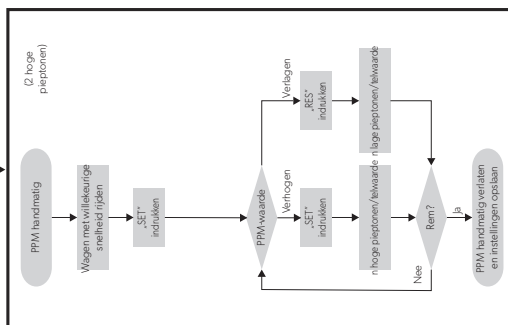 (2 hoge
pieptonen)
PPM handmatig
Wagen met willekeurige
snelheid rijden
„SET"
indrukken
PPM-waarde
Verlagen
„RES"
indrukken
n lage pieptonen/telwaarde
Verhogen
„SET"
indrukken
n hoge pieptonen/telwaarde
Rem?
Nee
Ja
PPM handmatig verlaten
en instellingen opslaan